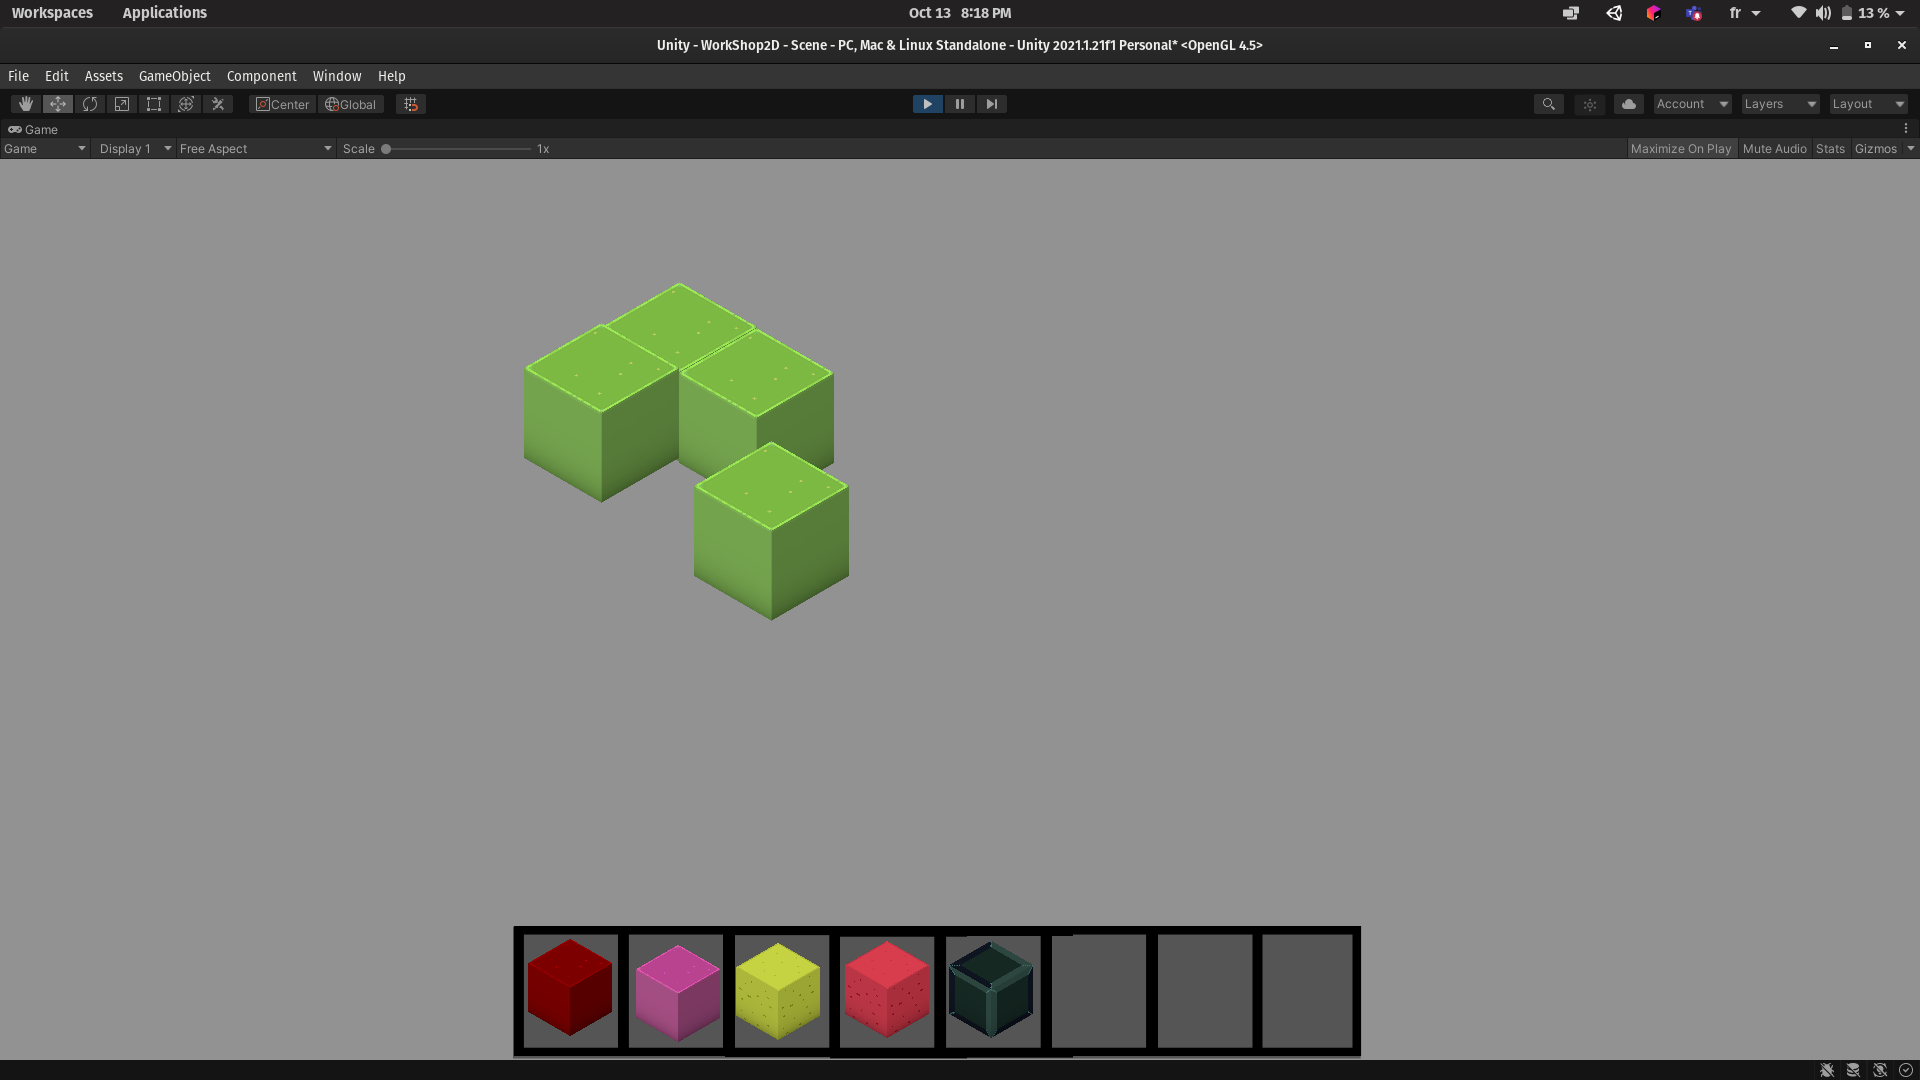 Workspaces Applications Oct 13 8:18 PM fr 13 %
Unity - WorkShop2D - Scene - PC, Mac & Linux Standalone - Unity 2021.1.21f1 Personal* <OpenGL 4.5>
File Edit Assets GameObject Component Window Help
Center Global Account Layers Layout
Game
Game Display 1 Free Aspect Scale 1x Maximize On Play Mute Audio Stats Gizmos